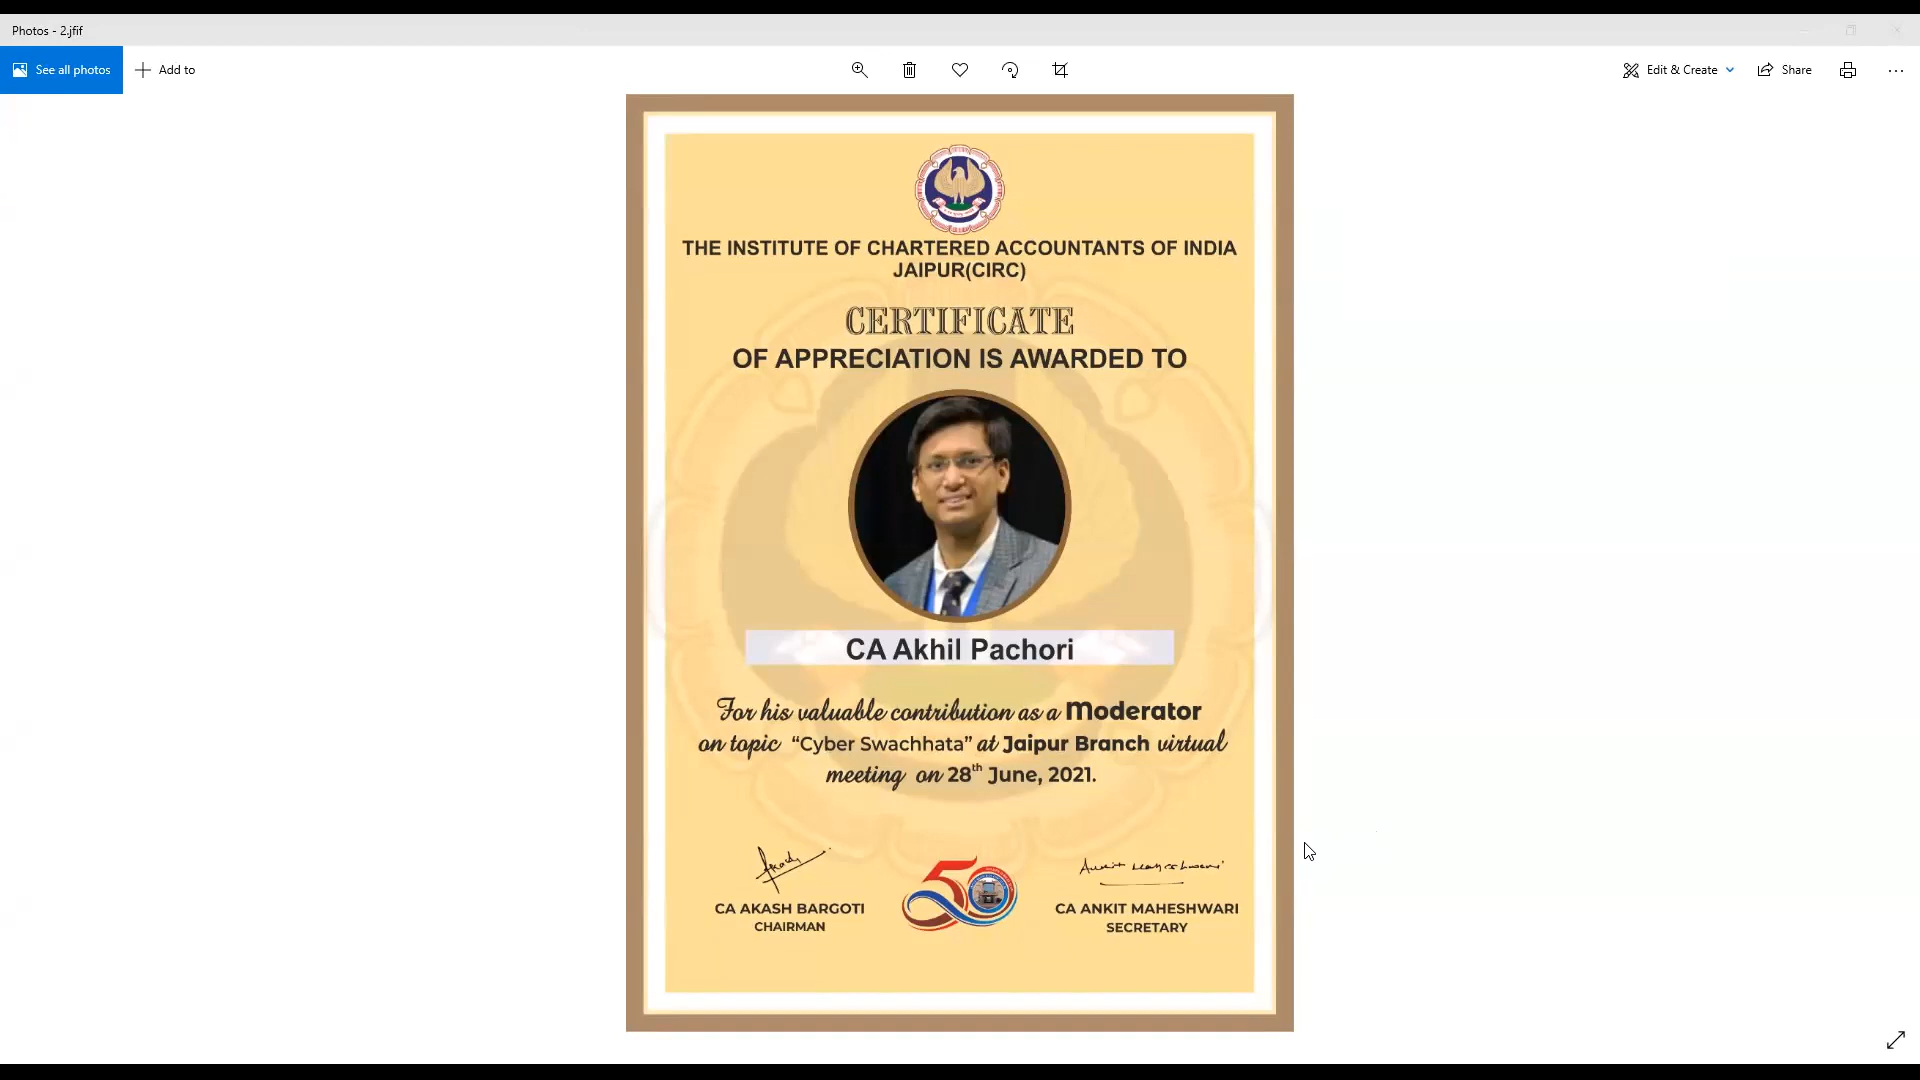 Photos - 2.jfif
See all photos
Add to
Edit & Create
Share
THE INSTITUTE OF CHARTERED ACCOUNTANTS OF INDIA
JAIPUR(CIRC)
CERTIFICATE
OF APPRECIATION IS AWARDED TO
CA Akhil Pachori
For his valuable contribution as a Moderator
on topic “Cyber Swachhata” at Jaipur Branch virtual
meeting on 28th June, 2021.
50
CA AKASH BARGOTI
CHAIRMAN
CA ANKIT MAHESHWARI
SECRETARY